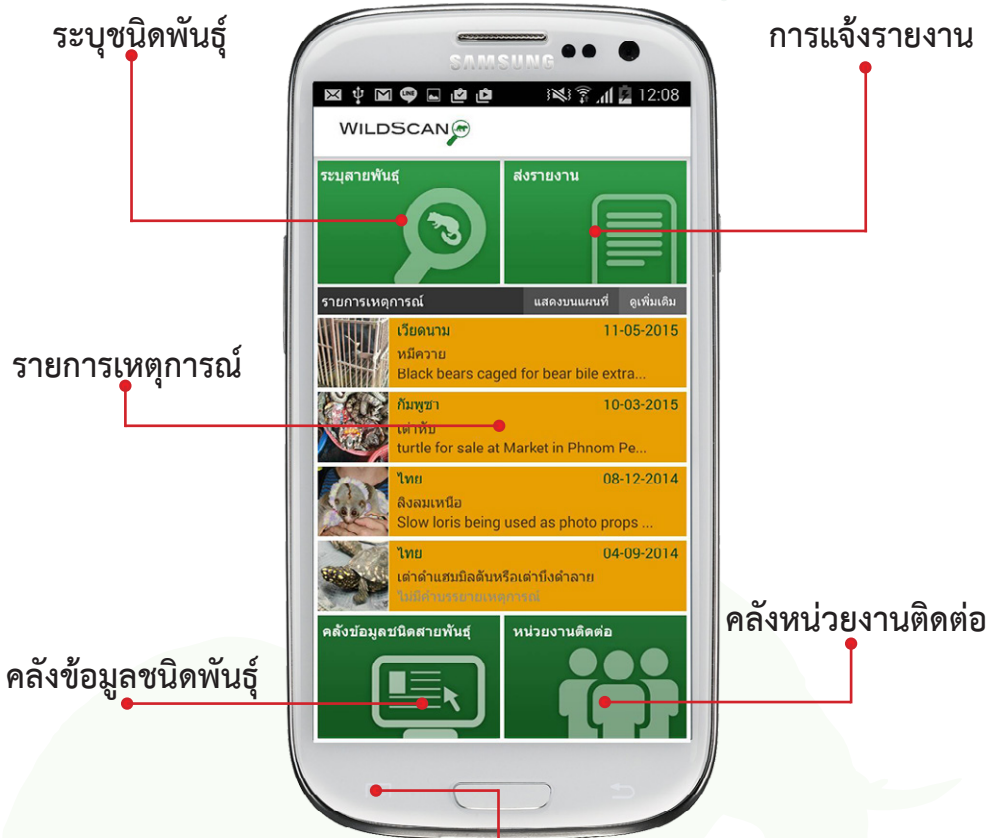 ระบุชนิดพันธุ์
การแจ้งรายงาน
SAMSUNG
LINE
12:08
WILDSCAN
ระบุสายพันธุ์
ส่งรายงาน
รายการเหตุการณ์ แสดงบนแผนที่ ดูเพิ่มเติม
เวียดนาม 11-05-2015
หมีควาย
Black bears caged for bear bile extra...
รายการเหตุการณ์
กัมพูชา 10-03-2015
เต่าหับ
turtle for sale at Market in Phnom Pe...
ไทย 08-12-2014
ลิงลมเหนือ
Slow loris being used as photo props ...
ไทย 04-09-2014
เต่าดำแฮมมิลตันหรือเต่าบึงดำลาย
ไม่มีคำบรรยายเหตุการณ์
คลังข้อมูลชนิดสายพันธุ์
หน่วยงานติดต่อ
คลังหน่วยงานติดต่อ
คลังข้อมูลชนิดพันธุ์